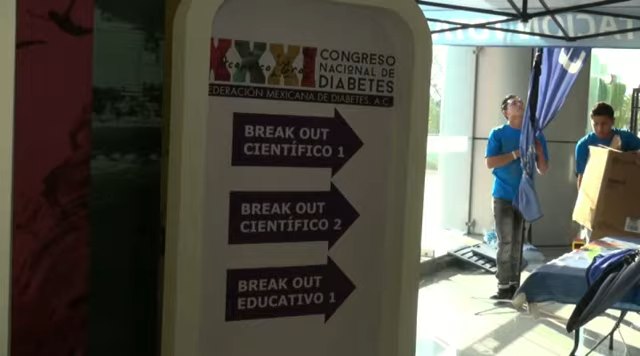 XXXI
CONGRESO
NACIONAL DE
DIABETES
FEDERACIÓN MEXICANA DE DIABETES, A.C.
BREAK OUT
CIENTÍFICO 1
BREAK OUT
CIENTÍFICO 2
BREAK OUT
EDUCATIVO 1